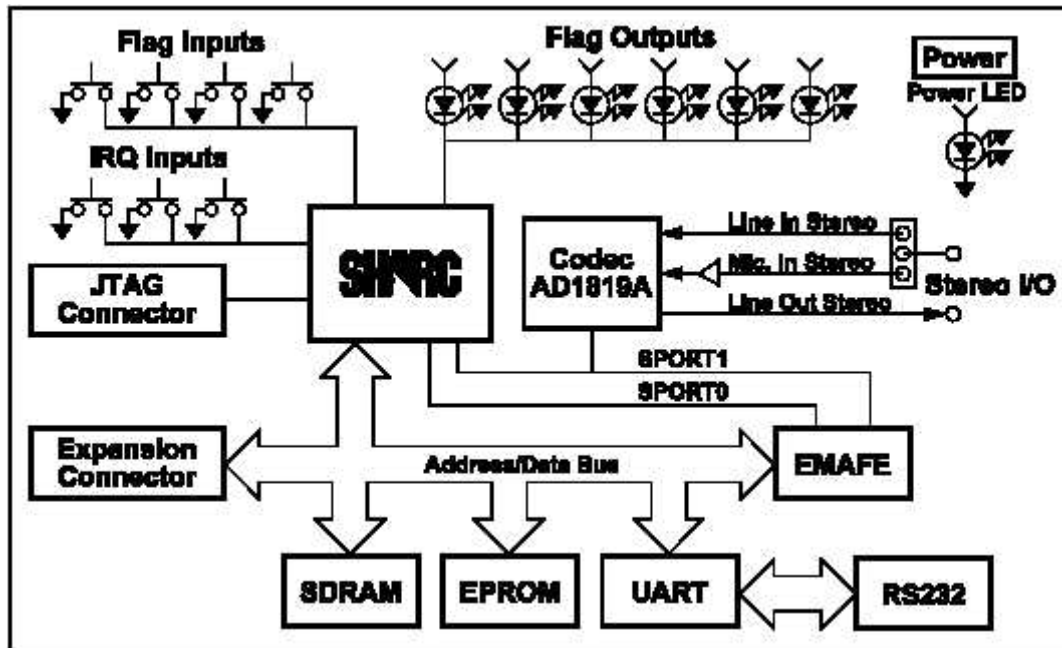 Flag Inputs
Flag Outputs
Power
Power LED
IRQ Inputs
SHARC
Codec
AD1819A
Line In Stereo
Mic. In Stereo
Stereo I/O
Line Out Stereo
JTAG
Connector
SPORT1
SPORT0
Expansion
Connector
Address/Data Bus
EMAFE
SDRAM
EPROM
UART
RS232